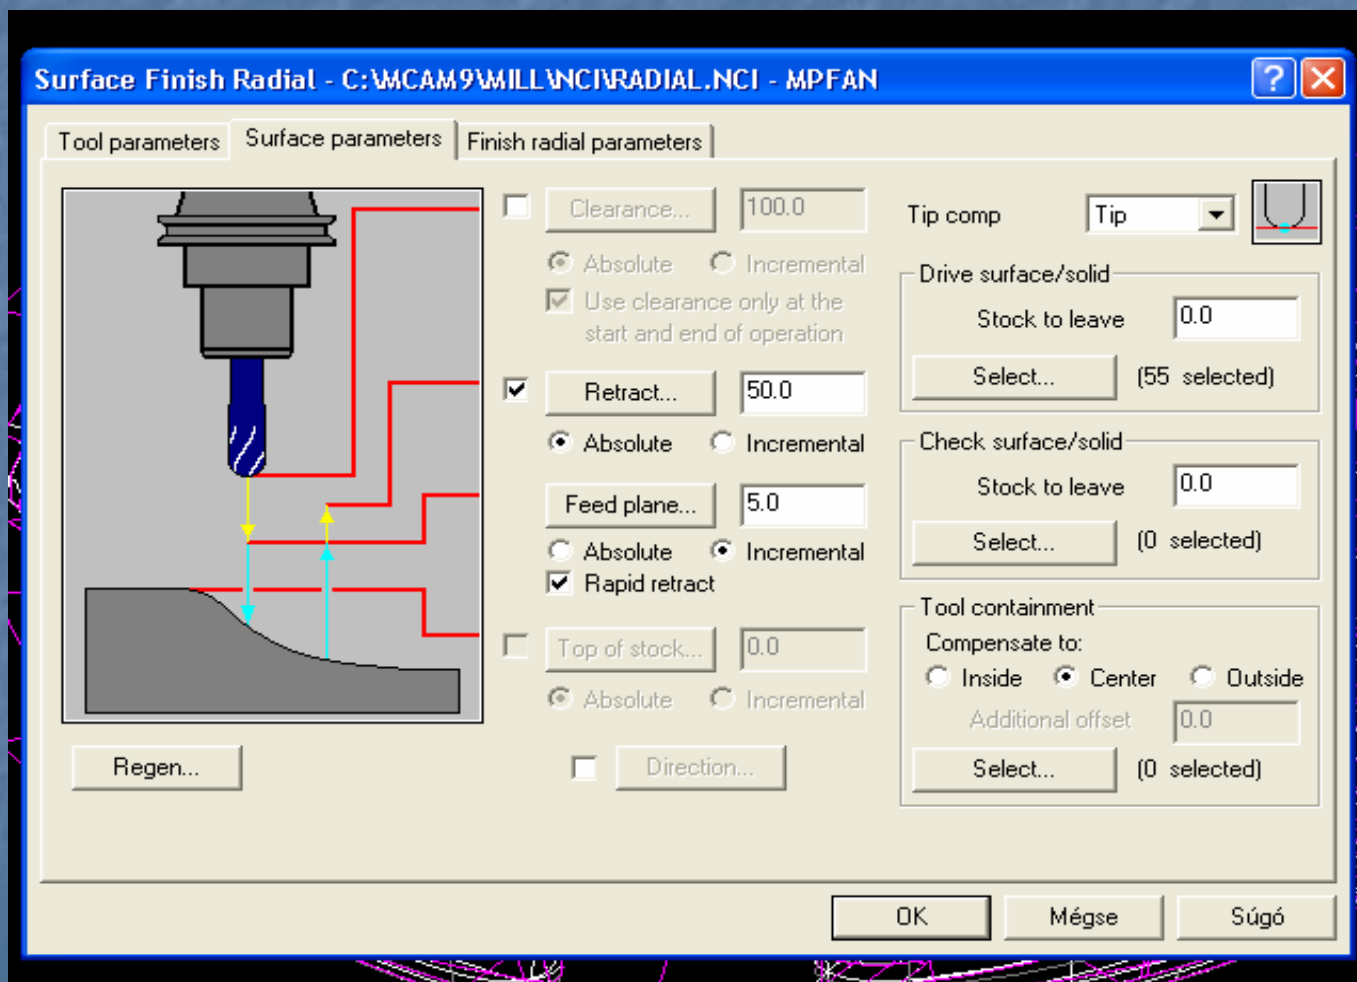 Surface Finish Radial - C:\MCAM9\MILL\NCI\RADIAL.NCI - MPFAN
Tool parameters
Surface parameters
Finish radial parameters
Clearance...
100.0
Absolute
Incremental
Use clearance only at the
start and end of operation
Retract...
50.0
Absolute
Incremental
Feed plane...
5.0
Absolute
Incremental
Rapid retract
Top of stock...
0.0
Absolute
Incremental
Direction...
Regen...
Tip comp
Tip
Drive surface/solid
Stock to leave
0.0
Select...
(55 selected)
Check surface/solid
Stock to leave
0.0
Select...
(0 selected)
Tool containment
Compensate to:
Inside
Center
Outside
Additional offset
0.0
Select...
(0 selected)
OK
Mégse
Súgó